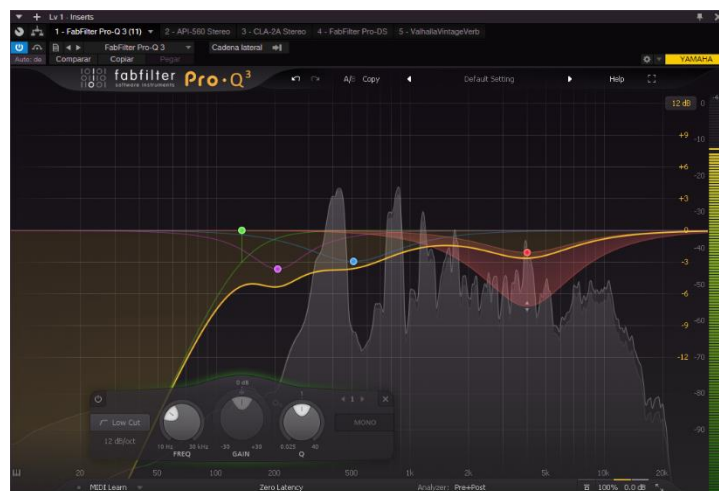 Lv 1 - Inserts
1 - FabFilter Pro-Q 3 (11) 2 - API-560 Stereo 3 - CLA-2A Stereo 4 - FabFilter Pro-DS 5 - ValhallaVintageVerb
FabFilter Pro-Q 3 Cadena lateral
Auto: de Comparar Copiar Pegar YAMAHA
fabfilter Pro·Q3 A/B Copy Default Setting Help
software instruments
12 dB 0
+9 -10
+6 -20
+3 -30
0 -40
-3 -50
-6 -60
-9
-12 -70
-80
-90
0 dB
1
Low Cut MONO
12 dB/oct
10 Hz 30 kHz -30 +30 0.025 40
FREQ GAIN Q
20 50 100 200 500 1k 2k 5k 10k 20k
MIDI Learn Zero Latency Analyzer: Pre+Post 100% 0.0 dB